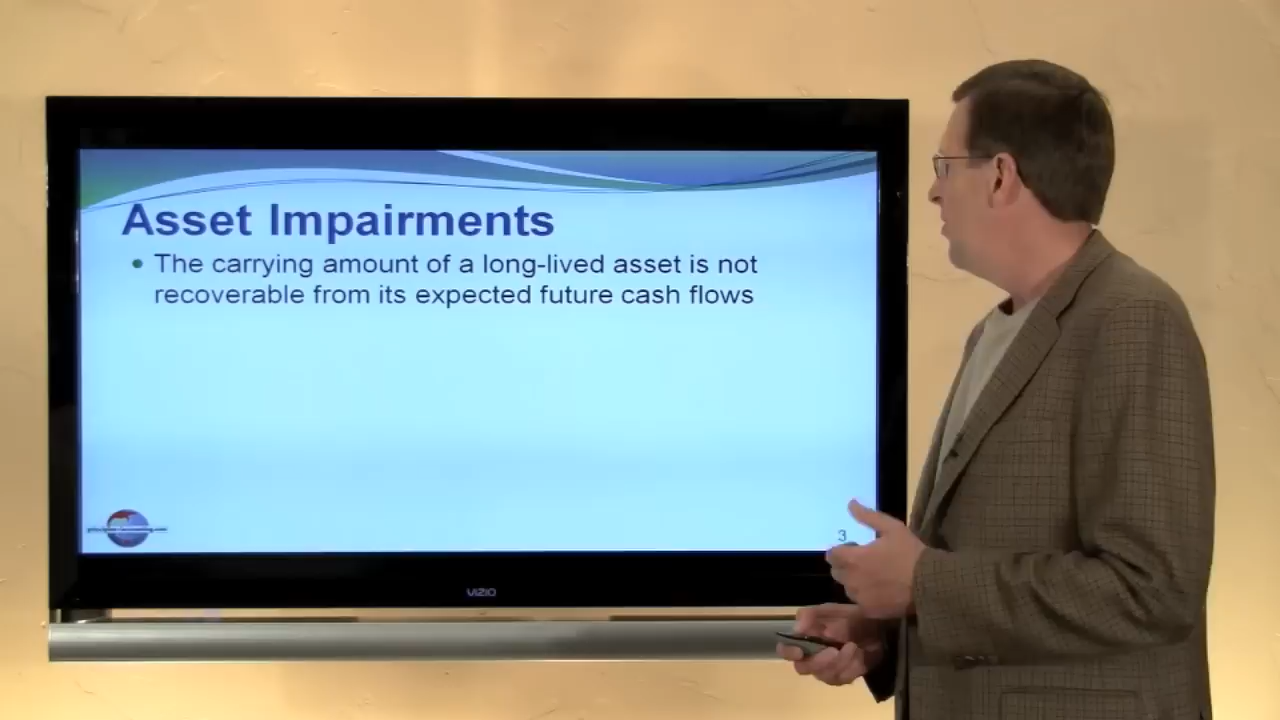 Asset Impairments
• The carrying amount of a long-lived asset is not
recoverable from its expected future cash flows
3
VIZIO